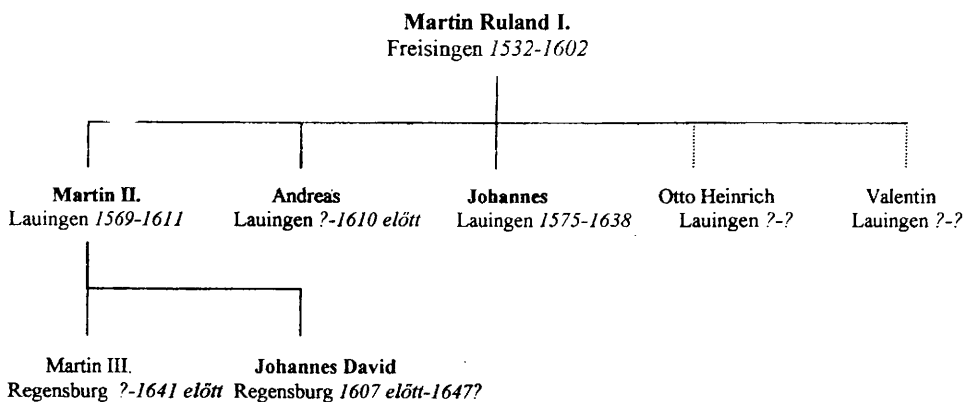 Martin Ruland I.
Freisingen 1532-1602
Martin II.
Lauingen 1569-1611
Andreas
Lauingen ?-1610 előtt
Johannes
Lauingen 1575-1638
Otto Heinrich
Lauingen ?-?
Valentin
Lauingen ?-?
Martin III.
Regensburg ?-1641 előtt
Johannes David
Regensburg 1607 előtt-1647?